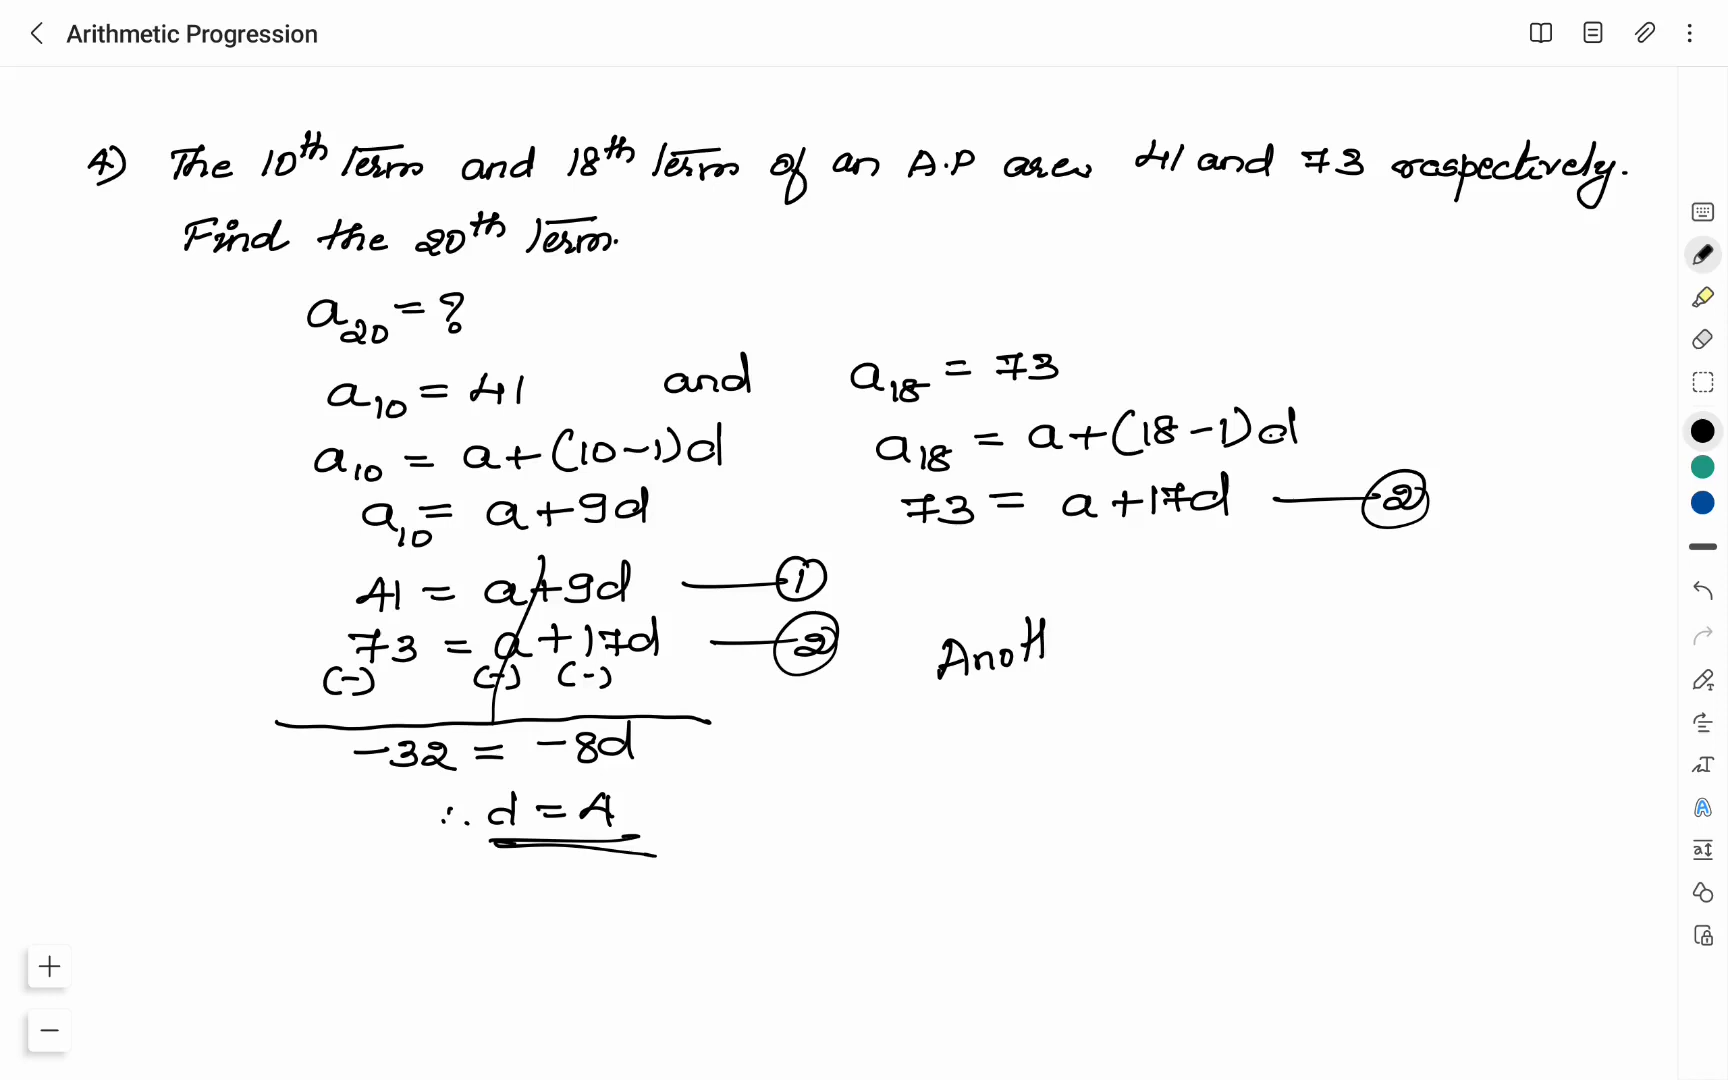 Arithmetic Progression
4) The 10th Term and 18th Term of an A.P are 41 and 73 respectively.
Find the 20th Term.
a20 = ?
a10 = 41 and a18 = 73
a10 = a+(10-1)d a18 = a+(18-1)d
a10 = a+9d 73 = a+17d —— ②
41 = a+9d —— ①
73 = a+17d —— ② Anoth
(-) (-) (-)
-32 = -8d
∴ d = 4